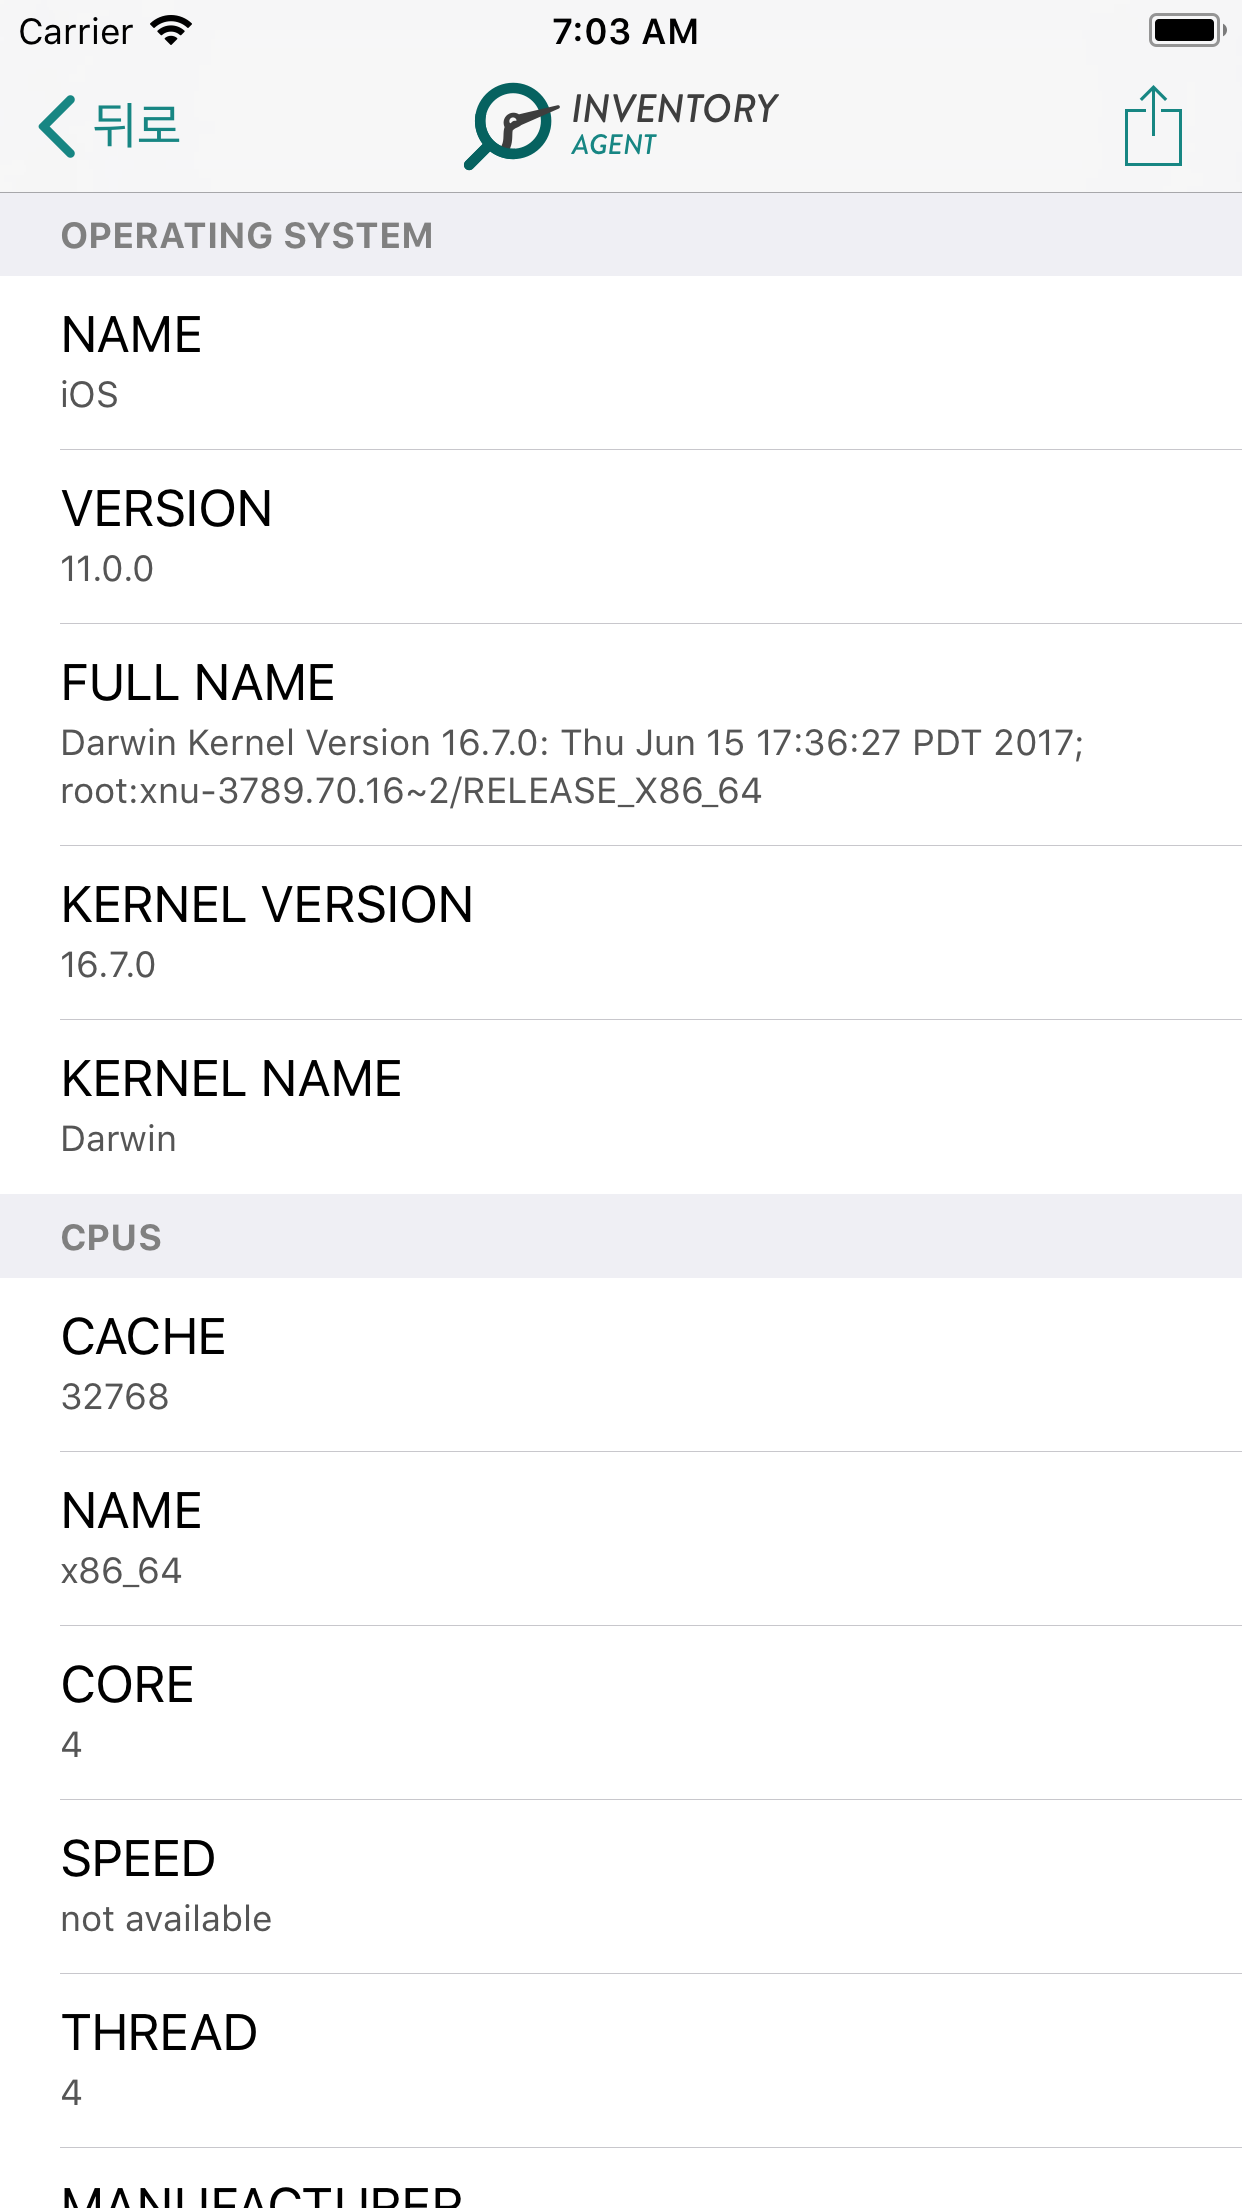 Carrier
7:03 AM
뒤로
INVENTORY
AGENT
OPERATING SYSTEM
NAME
iOS
VERSION
11.0.0
FULL NAME
Darwin Kernel Version 16.7.0: Thu Jun 15 17:36:27 PDT 2017;
root:xnu-3789.70.16~2/RELEASE_X86_64
KERNEL VERSION
16.7.0
KERNEL NAME
Darwin
CPUS
CACHE
32768
NAME
x86_64
CORE
4
SPEED
not available
THREAD
4
MANUFACTURER